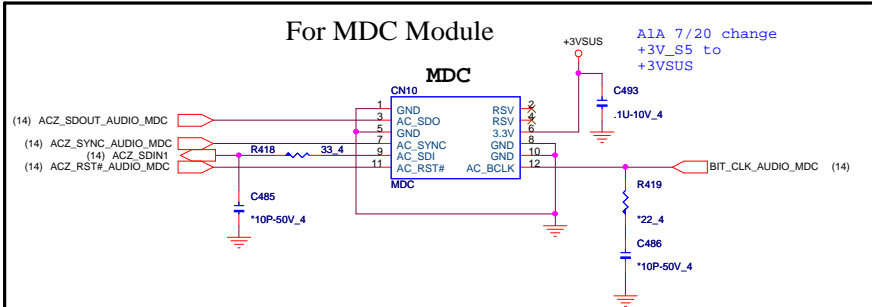 For MDC Module
A1A 7/20 change
+3V_S5 to
+3VSUS
+3VSUS
MDC
CN10
C493
.1U-10V_4
1 GND RSV 2
(14) ACZ_SDOUT_AUDIO_MDC 3 AC_SDO RSV 4
5 GND 3.3V 6
(14) ACZ_SYNC_AUDIO_MDC 7 AC_SYNC GND 8
(14) ACZ_SDIN1 R418 33_4 9 AC_SDI GND 10
(14) ACZ_RST#_AUDIO_MDC 11 AC_RST# AC_BCLK 12 BIT_CLK_AUDIO_MDC (14)
MDC
R419
*22_4
C485
*10P-50V_4
C486
*10P-50V_4